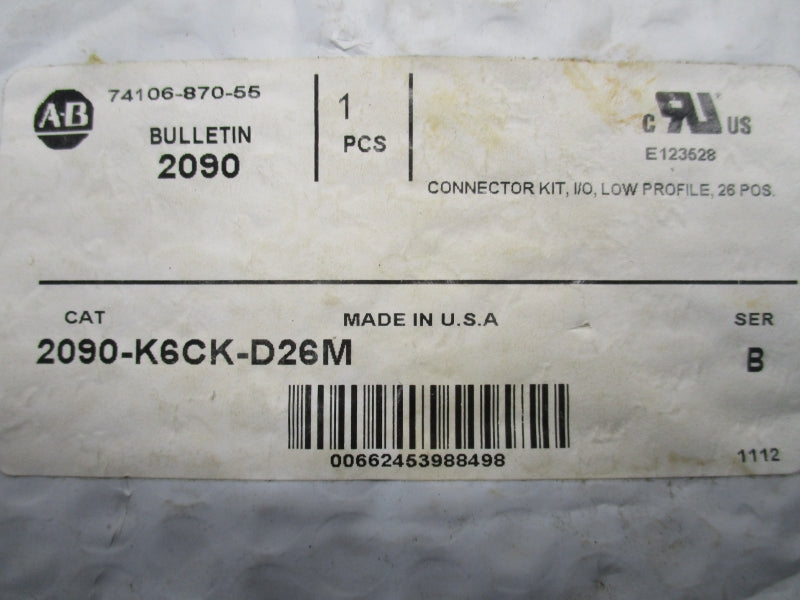 A-B
74106-870-55
BULLETIN
2090
1
PCS
C RU US
E123528
CONNECTOR KIT, I/O, LOW PROFILE, 26 POS.
CAT
MADE IN U.S.A
SER
2090-K6CK-D26M
B
00662453988498
1112